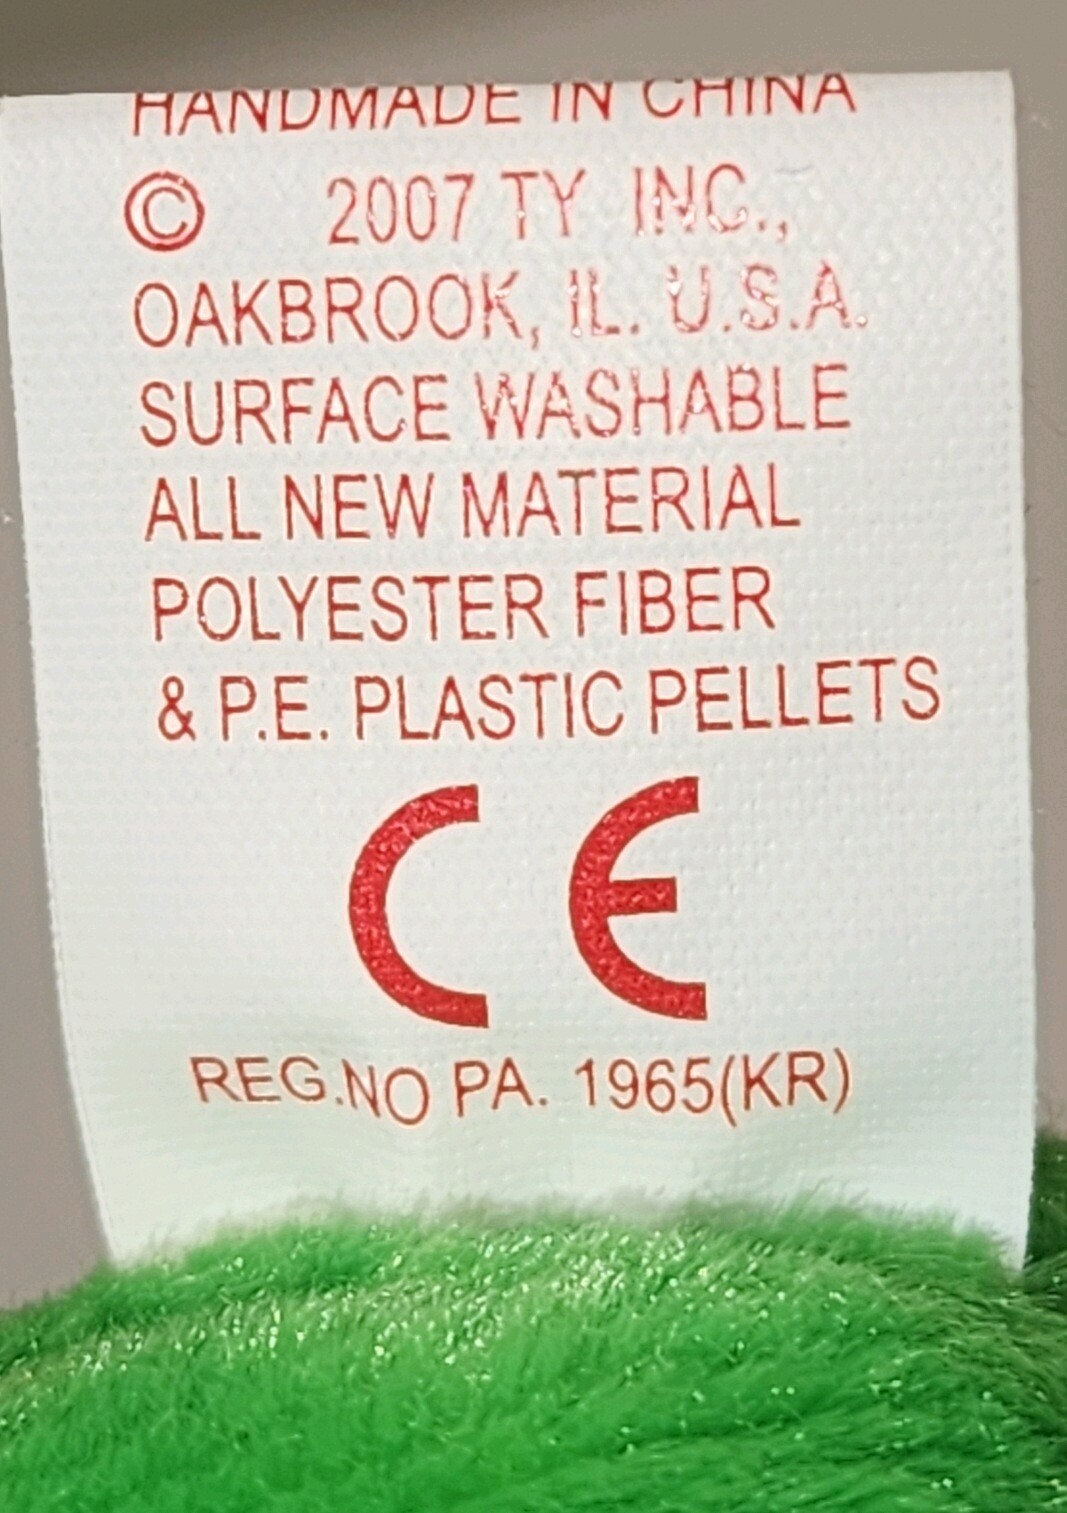 HANDMADE IN CHINA
© 2007 TY INC.,
OAKBROOK, IL. U.S.A.
SURFACE WASHABLE
ALL NEW MATERIAL
POLYESTER FIBER
& P.E. PLASTIC PELLETS
CE
REG.NO PA. 1965(KR)